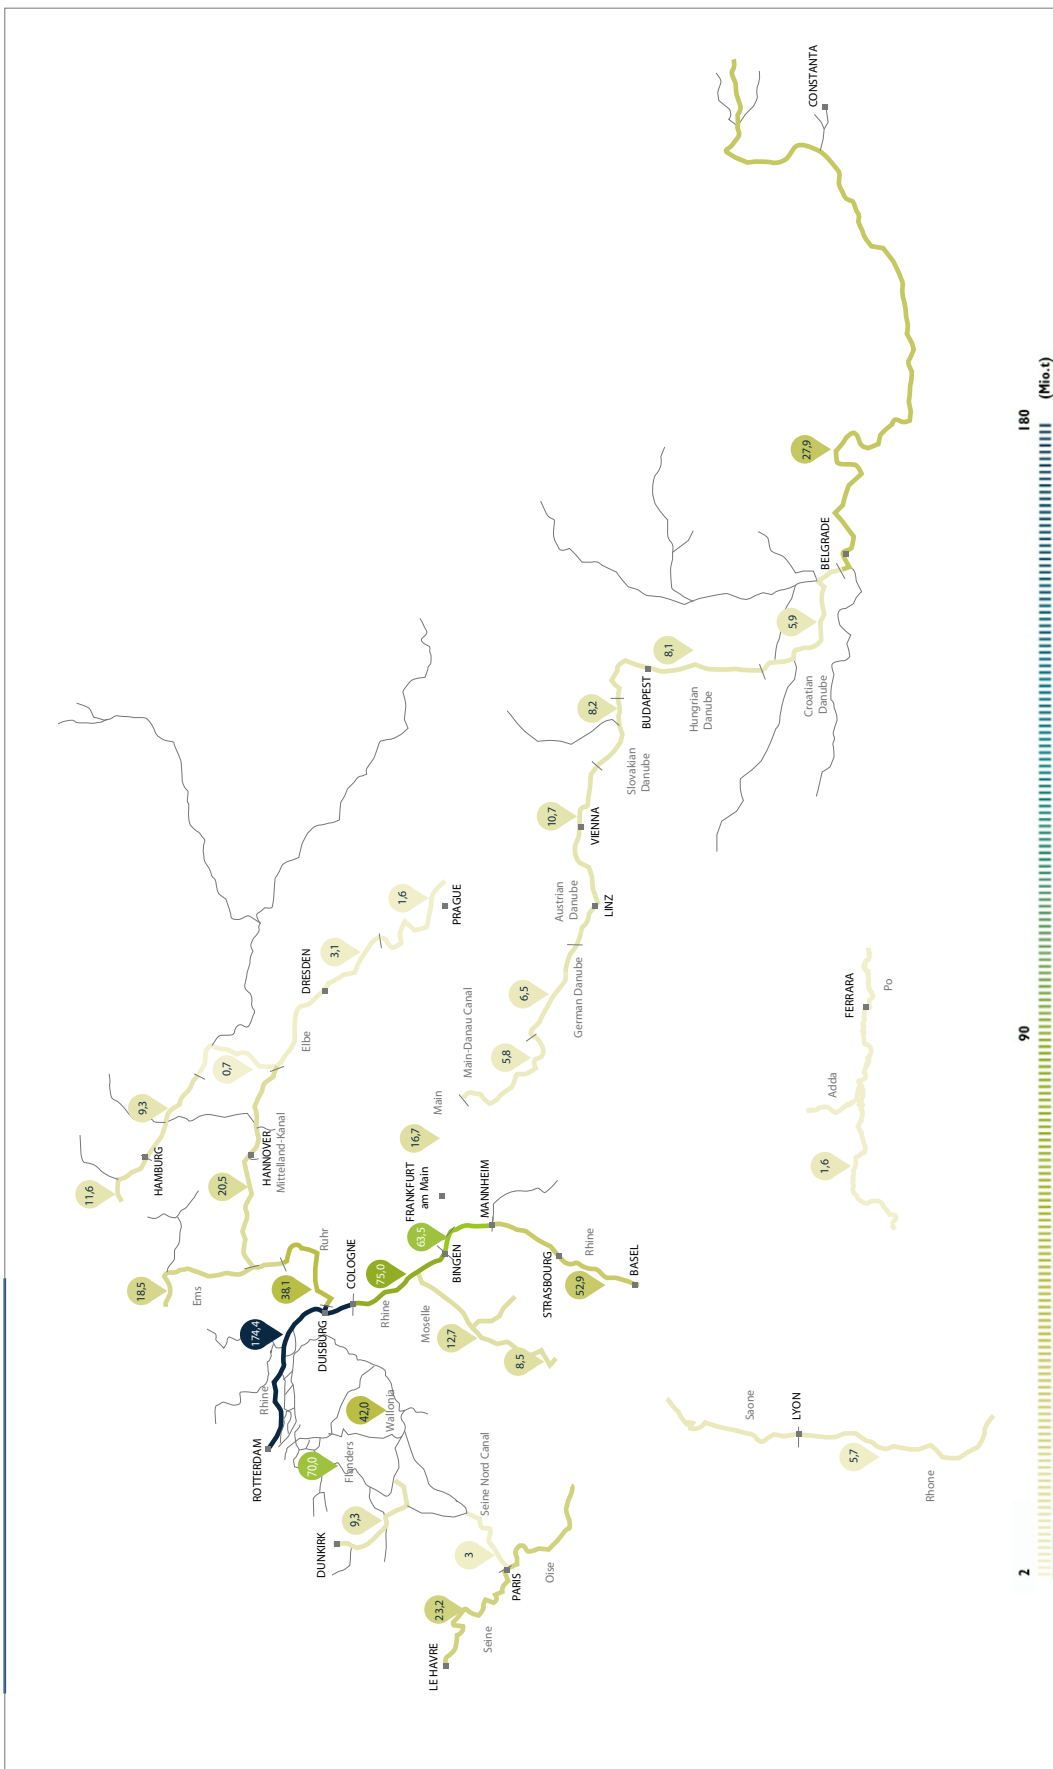 11,6
HAMBURG
9,3
18,5
Ems
20,5
HANNOVER
Mittelland-Kanal
0,7
Elbe
DRESDEN
3,1
1,6
PRAGUE
ROTTERDAM
Rhine
174,4
DUISBURG
38,1
Ruhr
COLOGNE
Rhine
75,0
DUNKIRK
9,3
70,0
Flanders
42,0
Wallonia
Moselle
12,7
8,5
63,5
BINGEN
FRANKFURT
am Main
16,7
Main
MANNHEIM
Main-Danau Canal
5,8
6,5
German Danube
Austrian
Danube
LINZ
10,7
VIENNA
8,2
Slovakian
Danube
BUDAPEST
8,1
Hungrian
Danube
5,9
Croatian
Danube
BELGRADE
27,9
CONSTANTA
LE HAVRE
23,2
Seine
3
PARIS
Seine Nord Canal
Oise
STRASBOURG
Rhine
52,9
BASEL
Saone
LYON
5,7
Rhone
1,6
Adda
FERRARA
Po
2
90
180
(Mio.t)